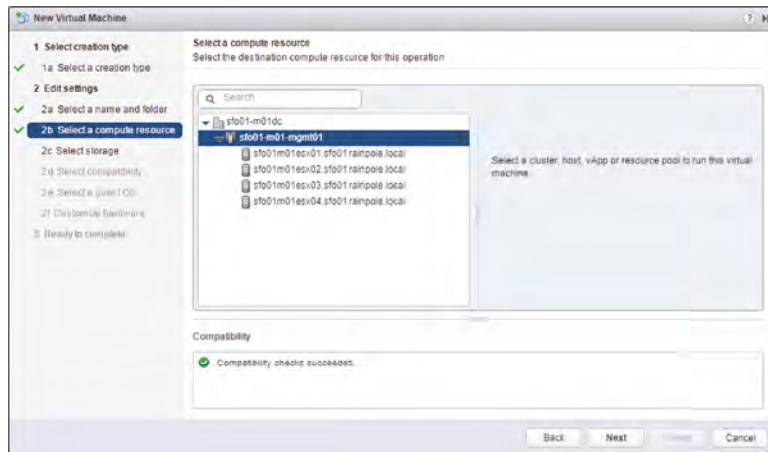 New Virtual Machine
1 Select creation type
1a Select a creation type
2 Edit settings
2a Select a name and folder
2b Select a compute resource
2c Select storage
2d Select compatibility
2e Select a guest OS
2f Customize hardware
3 Ready to complete
Select a compute resource
Select the destination compute resource for this operation
Search
sfo01-m01dc
sfo01-m01-mgmt01
sfo01m01esx01.sfo01.rainpole.local
sfo01m01esx02.sfo01.rainpole.local
sfo01m01esx03.sfo01.rainpole.local
sfo01m01esx04.sfo01.rainpole.local
Select a cluster, host, vApp or resource pool to run this virtual
machine.
Compatibility
Compatibility checks succeeded.
Back Next Cancel